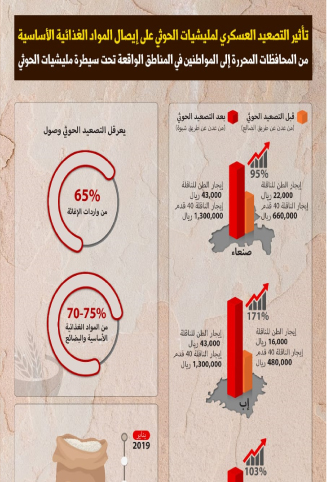 تأثير التصعيد العسكري لمليشيات الحوثي على إيصال المواد الغذائية الأساسية
من المحافظات المحررة إلى المواطنين في المناطق الواقعة تحت سيطرة مليشيات الحوثي
قبل التصعيد الحوثي
(من عدن عن طريق الضالع)
بعد التصعيد الحوثي
(من عدن عن طريق شبوة)
95%
إيجار الطن للناقلة
22,000 ريال
إيجار الناقلة 40 قدم
660,000 ريال
إيجار الطن للناقلة
43,000 ريال
إيجار الناقلة 40 قدم
1,300,000 ريال
صنعاء
171%
إيجار الطن للناقلة
16,000 ريال
إيجار الناقلة 40 قدم
480,000 ريال
إيجار الطن للناقلة
43,000 ريال
إيجار الناقلة 40 قدم
1,300,000 ريال
إب
103%
يعرقل التصعيد الحوثي وصول
65%
من واردات الإغاثة
70-75%
من المواد الغذائية
الأساسية والبضائع
يناير
2019